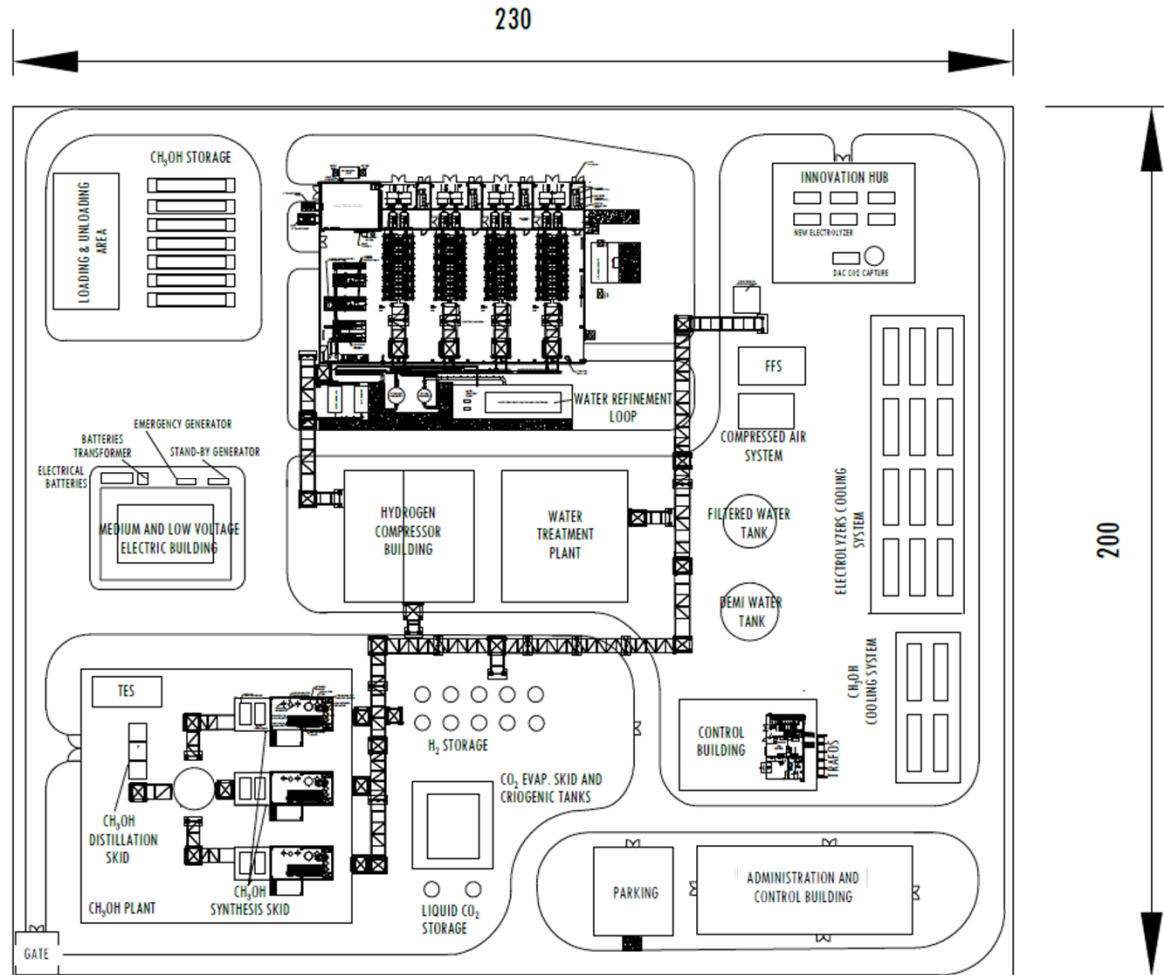 230
200
CH₃OH STORAGE
LOADING & UNLOADING
AREA
INNOVATION HUB
NEW ELECTROLYZER
DAC CO2 CAPTURE
FFS
COMPRESSED AIR
SYSTEM
WATER REFINEMENT
LOOP
EMERGENCY GENERATOR
BATTERIES
TRANSFORMER
STAND-BY GENERATOR
ELECTRICAL
BATTERIES
MEDIUM AND LOW VOLTAGE
ELECTRIC BUILDING
HYDROGEN
COMPRESSOR
BUILDING
WATER
TREATMENT
PLANT
FILTERED WATER
TANK
DEMI WATER
TANK
ELECTROLYZERS COOLING
SYSTEM
CH₃OH
COOLING SYSTEM
TES
CH₃OH
DISTILLATION
SKID
CH₃OH
SYNTHESIS SKID
CH₃OH PLANT
H₂ STORAGE
CO₂ EVAP. SKID AND
CRIOGENIC TANKS
LIQUID CO₂
STORAGE
CONTROL
BUILDING
TRAFOS
PARKING
ADMINISTRATION AND
CONTROL BUILDING
GATE